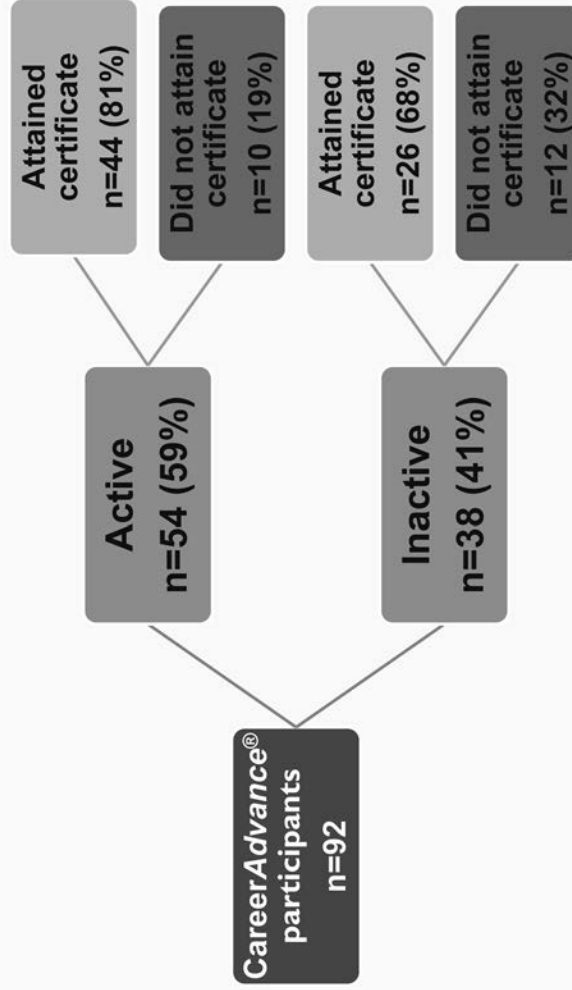 CareerAdvance®
participants
n=92
Active
n=54 (59%)
Inactive
n=38 (41%)
Attained
certificate
n=44 (81%)
Did not attain
certificate
n=10 (19%)
Attained
certificate
n=26 (68%)
Did not attain
certificate
n=12 (32%)